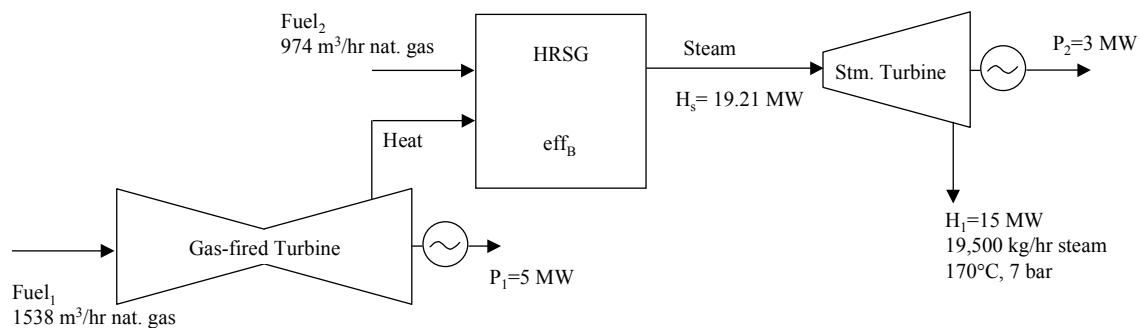 Fuel₂
974 m³/hr nat. gas
HRSG
eff_B
Steam
H_s= 19.21 MW
Stm. Turbine
P₂=3 MW
Heat
Gas-fired Turbine
P₁=5 MW
H₁=15 MW
19,500 kg/hr steam
170°C, 7 bar
Fuel₁
1538 m³/hr nat. gas